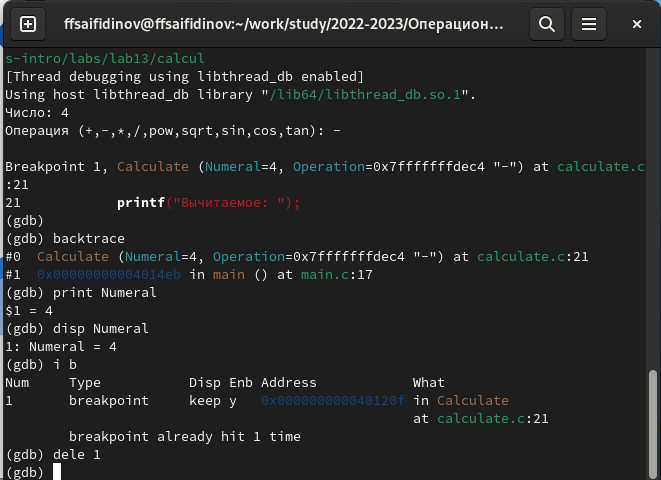 ffsaifidinov@ffsaifidinov:~/work/study/2022-2023/Операцион...
s-intro/labs/lab13/calcul
[Thread debugging using libthread_db enabled]
Using host libthread_db library "/lib64/libthread_db.so.1".
Число: 4
Операция (+,-,*,/,pow,sqrt,sin,cos,tan): -
Breakpoint 1, Calculate (Numeral=4, Operation=0x7fffffffdec4 "-") at calculate.c
:21
21 printf("Вычитаемое: ");
(gdb)
(gdb) backtrace
#0 Calculate (Numeral=4, Operation=0x7fffffffdec4 "-") at calculate.c:21
#1 0x00000000004014eb in main () at main.c:17
(gdb) print Numeral
$1 = 4
(gdb) disp Numeral
1: Numeral = 4
(gdb) i b
Num Type Disp Enb Address What
1 breakpoint keep y 0x000000000040120f in Calculate
at calculate.c:21
breakpoint already hit 1 time
(gdb) dele 1
(gdb)